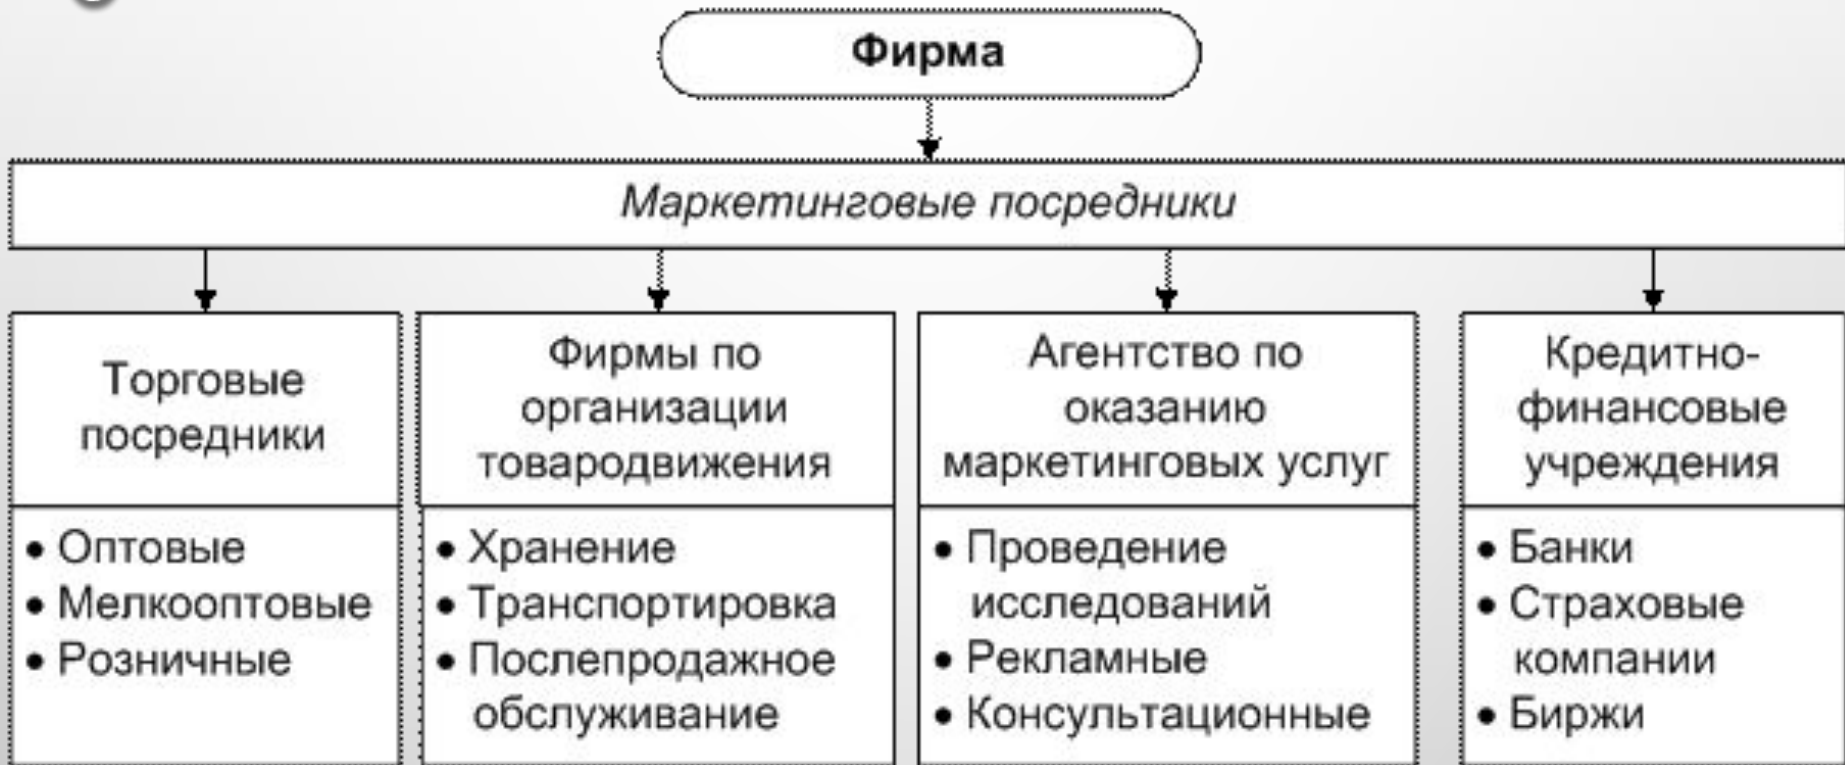 Фирма
Маркетинговые посредники
Торговые
посредники
• Оптовые
• Мелкооптовые
• Розничные
Фирмы по
организации
товародвижения
• Хранение
• Транспортировка
• Послепродажное
обслуживание
Агентство по
оказанию
маркетинговых услуг
• Проведение
исследований
• Рекламные
• Консультационные
Кредитно-
финансовые
учреждения
• Банки
• Страховые
компании
• Биржи